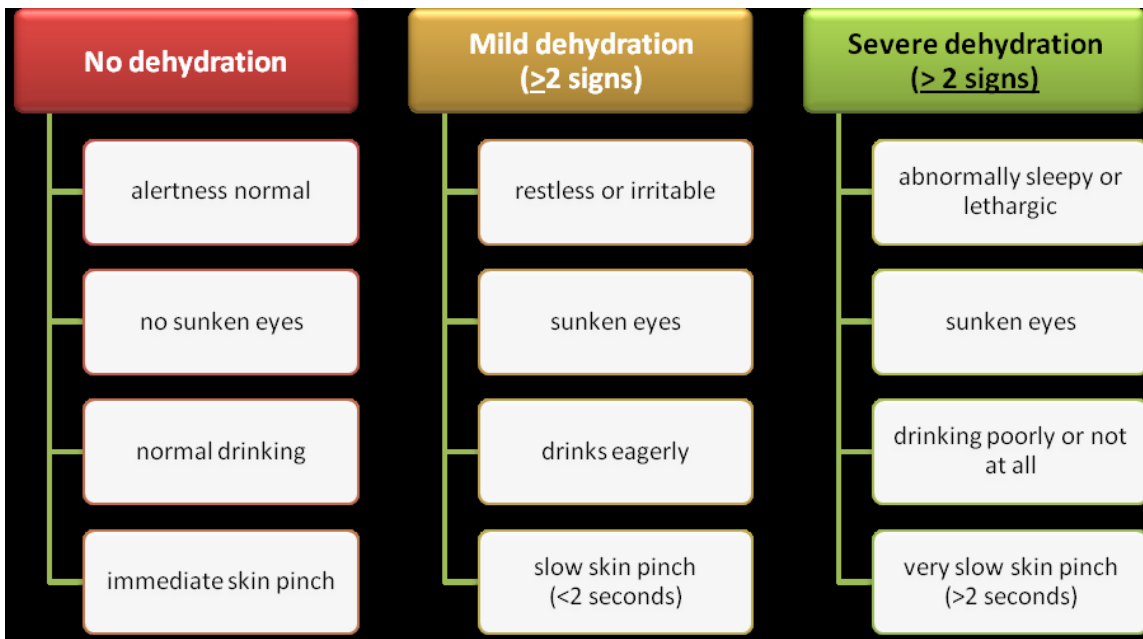 No dehydration
alertness normal
no sunken eyes
normal drinking
immediate skin pinch
Mild dehydration
(≥2 signs)
restless or irritable
sunken eyes
drinks eagerly
slow skin pinch
(<2 seconds)
Severe dehydration
(> 2 signs)
abnormally sleepy or
lethargic
sunken eyes
drinking poorly or not
at all
very slow skin pinch
(>2 seconds)